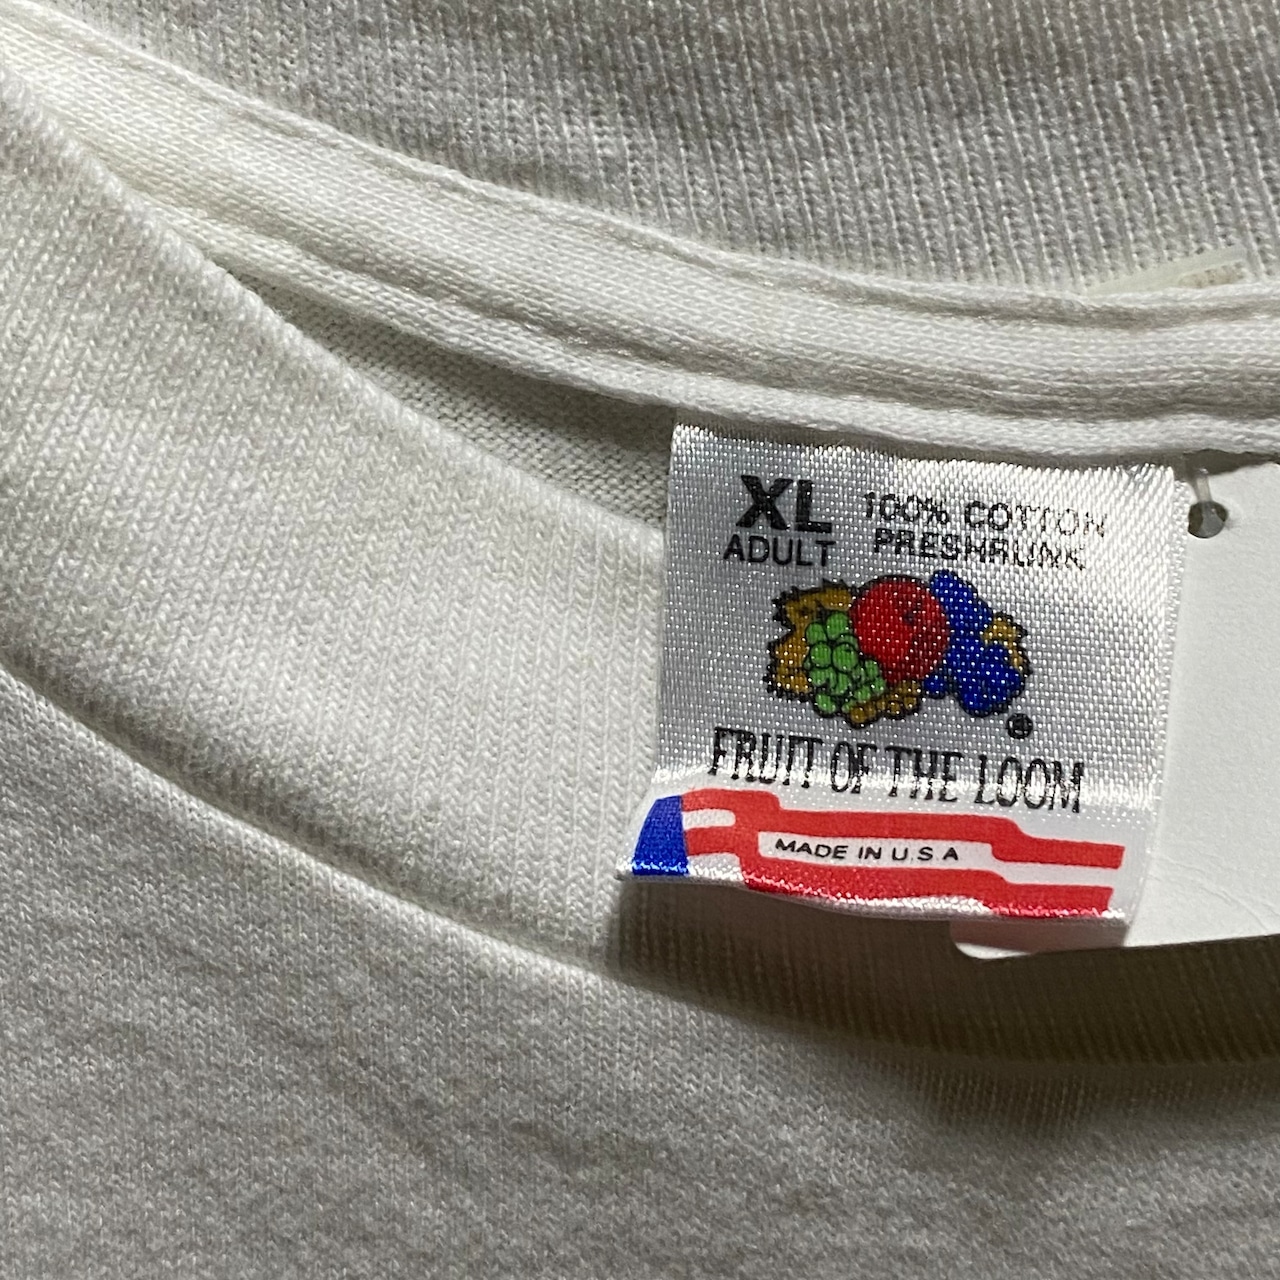 XL 100% COTTON
ADULT PRESHRUNK
®
FRUIT OF THE LOOM
MADE IN U.S.A